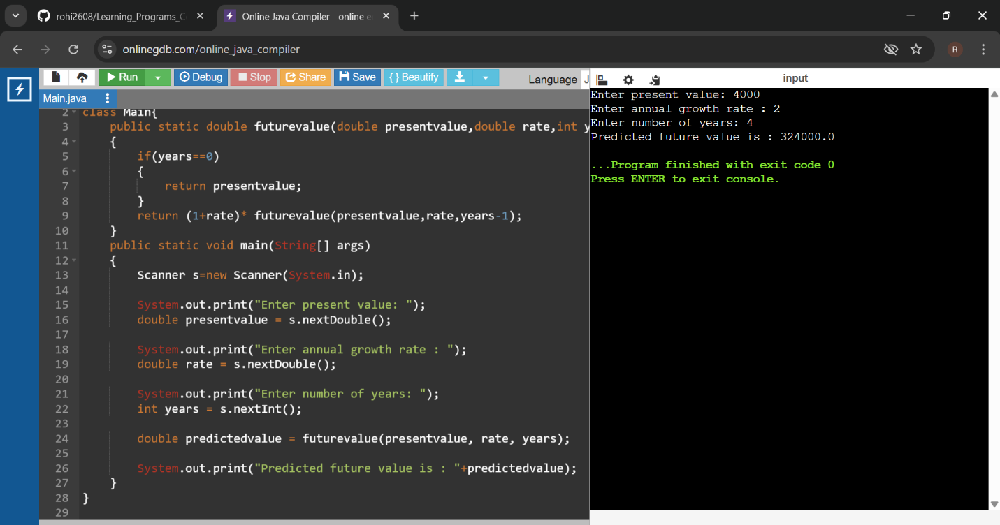 rohi2608/Learning_Programs_C
Online Java Compiler - online e
onlinegdb.com/online_java_compiler
R
Run
Debug
Stop
Share
Save
{ } Beautify
Language
J
input
Main.java
2 class Main{
3 public static double futurevalue(double presentvalue,double rate,int y
4 {
5 if(years==0)
6 {
7 return presentvalue;
8 }
9 return (1+rate)* futurevalue(presentvalue,rate,years-1);
10 }
11 public static void main(String[] args)
12 {
13 Scanner s=new Scanner(System.in);
14
15 System.out.print("Enter present value: ");
16 double presentvalue = s.nextDouble();
17
18 System.out.print("Enter annual growth rate : ");
19 double rate = s.nextDouble();
20
21 System.out.print("Enter number of years: ");
22 int years = s.nextInt();
23
24 double predictedvalue = futurevalue(presentvalue, rate, years);
25
26 System.out.print("Predicted future value is : "+predictedvalue);
27 }
28 }
29
Enter present value: 4000
Enter annual growth rate : 2
Enter number of years: 4
Predicted future value is : 324000.0
...Program finished with exit code 0
Press ENTER to exit console.